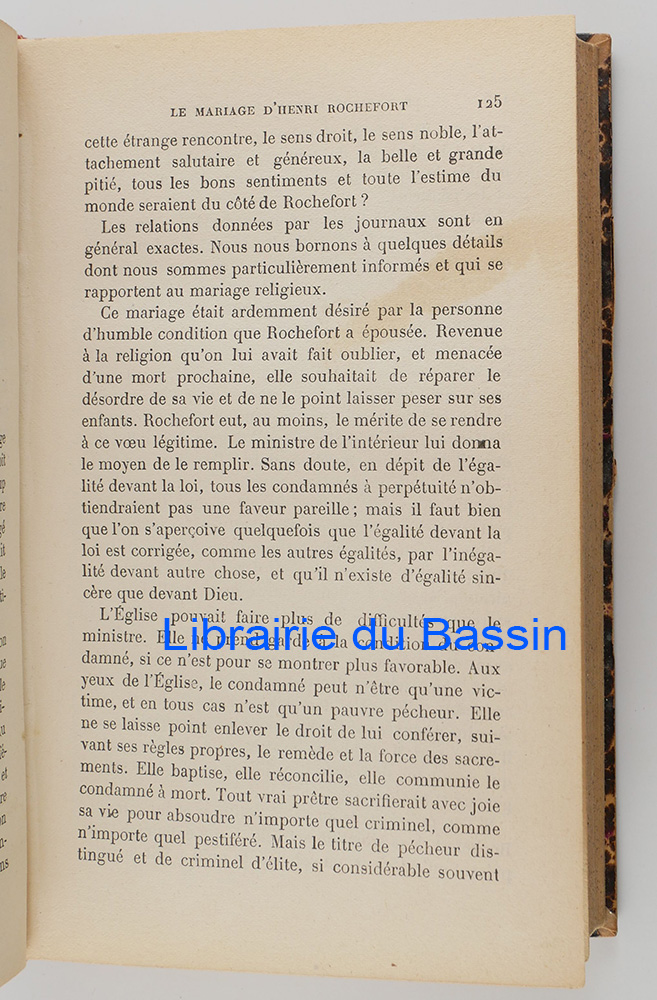 LE MARIAGE D'HENRI ROCHEFORT 125
cette étrange rencontre, le sens droit, le sens noble, l'at-
tachement salutaire et généreux, la belle et grande
pitié, tous les bons sentiments et toute l'estime du
monde seraient du côté de Rochefort ?
Les relations données par les journaux sont en
général exactes. Nous nous bornons à quelques détails
dont nous sommes particulièrement informés et qui se
rapportent au mariage religieux.
Ce mariage était ardemment désiré par la personne
d'humble condition que Rochefort a épousée. Revenue
à la religion qu'on lui avait fait oublier, et menacée
d'une mort prochaine, elle souhaitait de réparer le
désordre de sa vie et de ne le point laisser peser sur ses
enfants. Rochefort eut, au moins, le mérite de se rendre
à ce vœu légitime. Le ministre de l'intérieur lui donna
le moyen de le remplir. Sans doute, en dépit de l'éga-
lité devant la loi, tous les condamnés à perpétuité n'ob-
tiendraient pas une faveur pareille ; mais il faut bien
que l'on s'aperçoive quelquefois que l'égalité devant la
loi est corrigée, comme les autres égalités, par l'inéga-
lité devant autre chose, et qu'il n'existe d'égalité sin-
cère que devant Dieu.
L'Église pouvait faire plus de difficultés que le
Librairie du Bassin
ministre. Elle ne prend garde à la condition du con-
damné, si ce n'est pour se montrer plus favorable. Aux
yeux de l'Église, le condamné peut n'être qu'une vic-
time, et en tous cas n'est qu'un pauvre pécheur. Elle
ne se laisse point enlever le droit de lui conférer, sui-
vant ses règles propres, le remède et la force des sacre-
ments. Elle baptise, elle réconcilie, elle communie le
condamné à mort. Tout vrai prêtre sacrifierait avec joie
sa vie pour absoudre n'importe quel criminel, comme
n'importe quel pestiféré. Mais le titre de pécheur dis-
tingué et de criminel d'élite, si considérable souvent